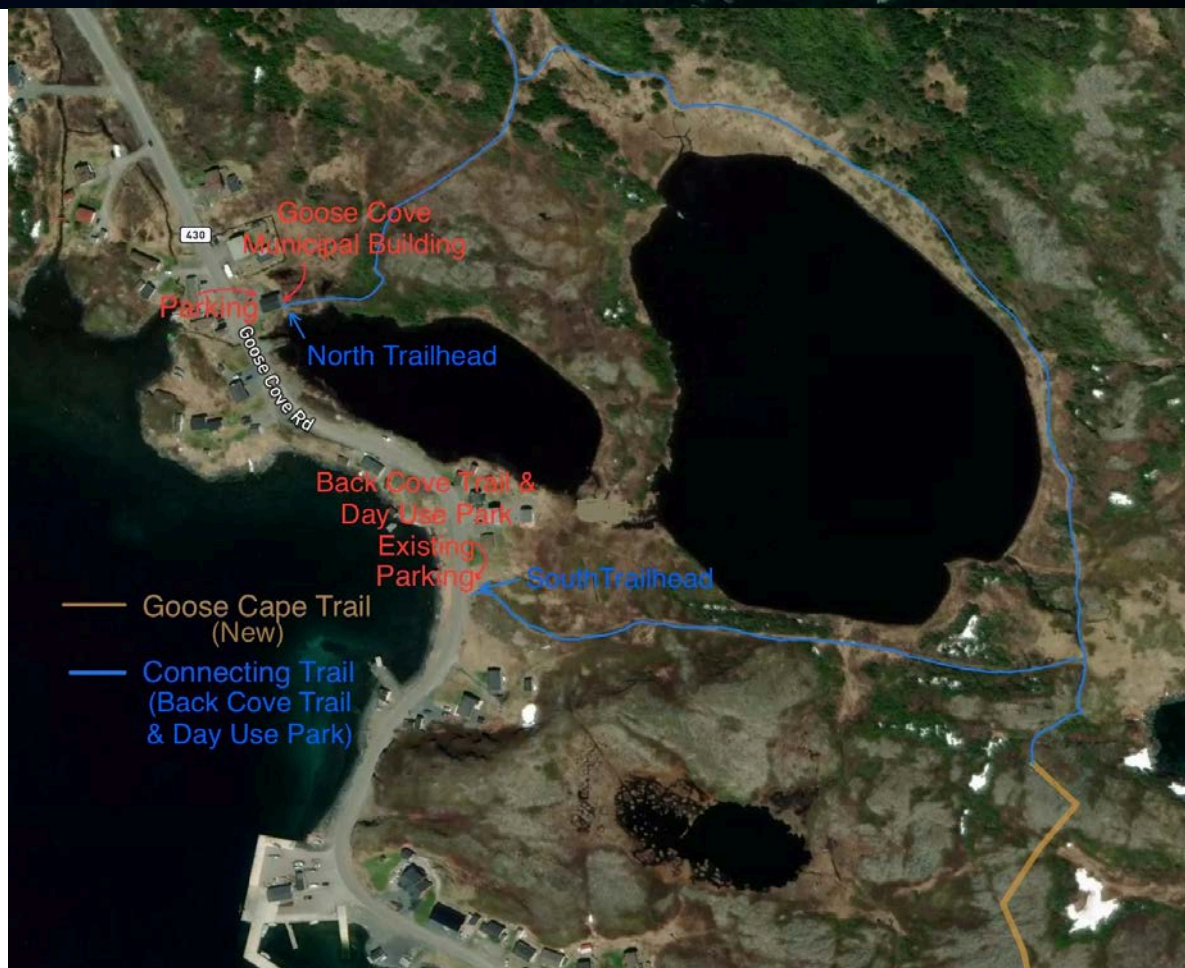 Goose Cove
Municipal Building
430
Parking
North Trailhead
Goose Cove Rd
Back Cove Trail &
Day Use Park
Existing
Parking
SouthTrailhead
Goose Cape Trail
(New)
Connecting Trail
(Back Cove Trail
& Day Use Park)